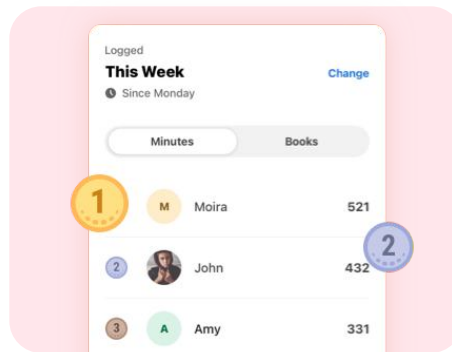 Logged
This Week
Change
Since Monday
Minutes Books
1 M Moira 521
2 John 432 2
3 A Amy 331